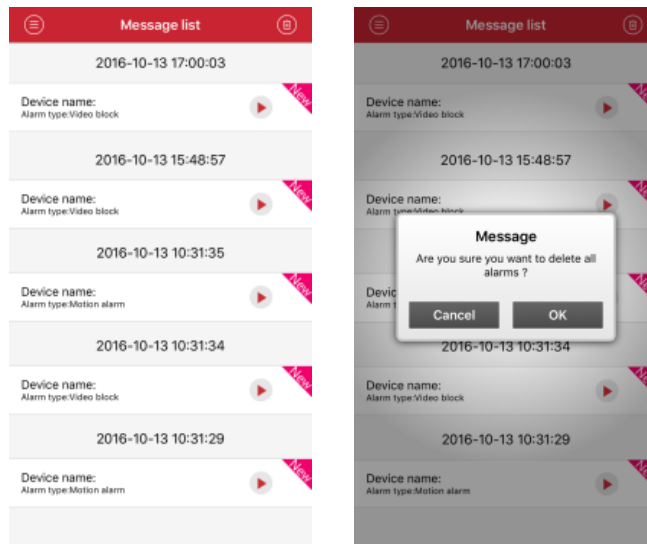 Message list
2016-10-13 17:00:03
New
Device name:
Alarm type:Video block
2016-10-13 15:48:57
New
Device name:
Alarm type:Video block
2016-10-13 10:31:35
New
Device name:
Alarm type:Motion alarm
2016-10-13 10:31:34
New
Device name:
Alarm type:Video block
2016-10-13 10:31:29
New
Device name:
Alarm type:Motion alarm
Message list
2016-10-13 17:00:03
Device name:
Alarm type:Video block
2016-10-13 15:48:57
Device name:
Alarm type:Video block
Message
Are you sure you want to delete all
alarms ?
Cancel
OK
2016-10-13 10:31:34
Device name:
Alarm type:Video block
2016-10-13 10:31:29
Device name:
Alarm type:Motion alarm